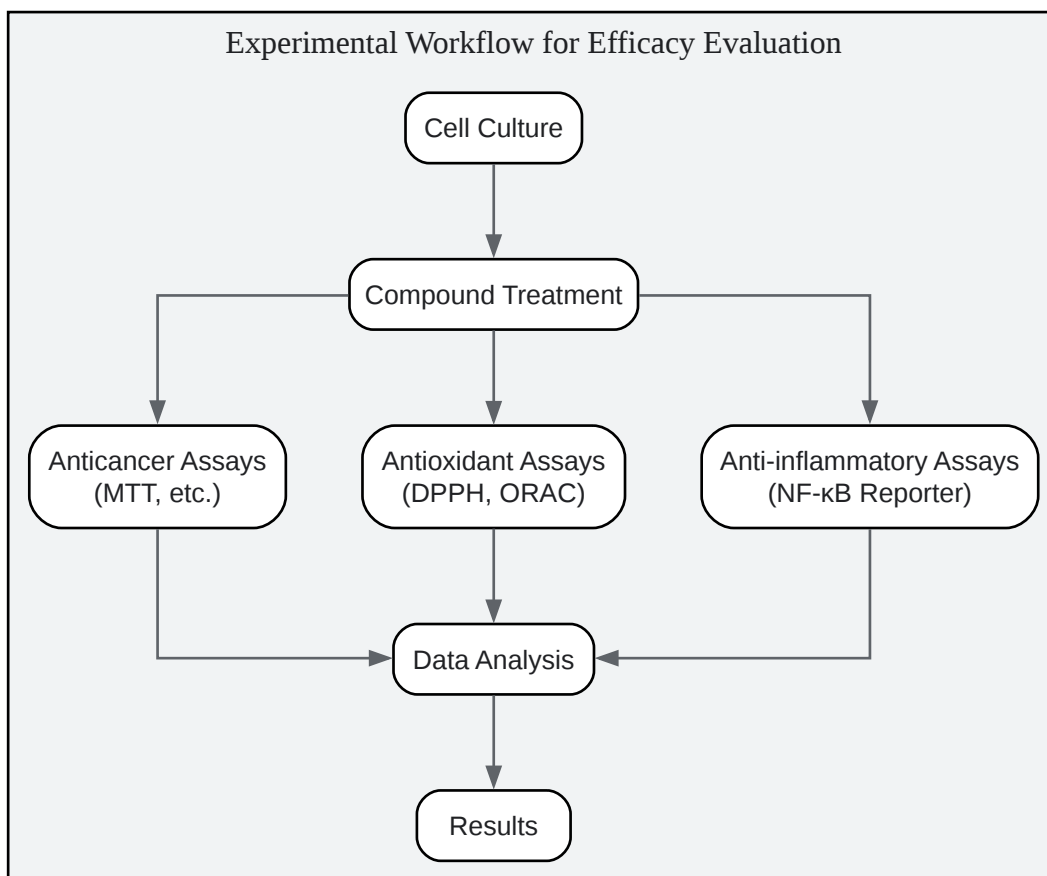 Experimental Workflow for Efficacy Evaluation
Cell Culture
Compound Treatment
Anticancer Assays
(MTT, etc.)
Antioxidant Assays
(DPPH, ORAC)
Anti-inflammatory Assays
(NF-κB Reporter)
Data Analysis
Results